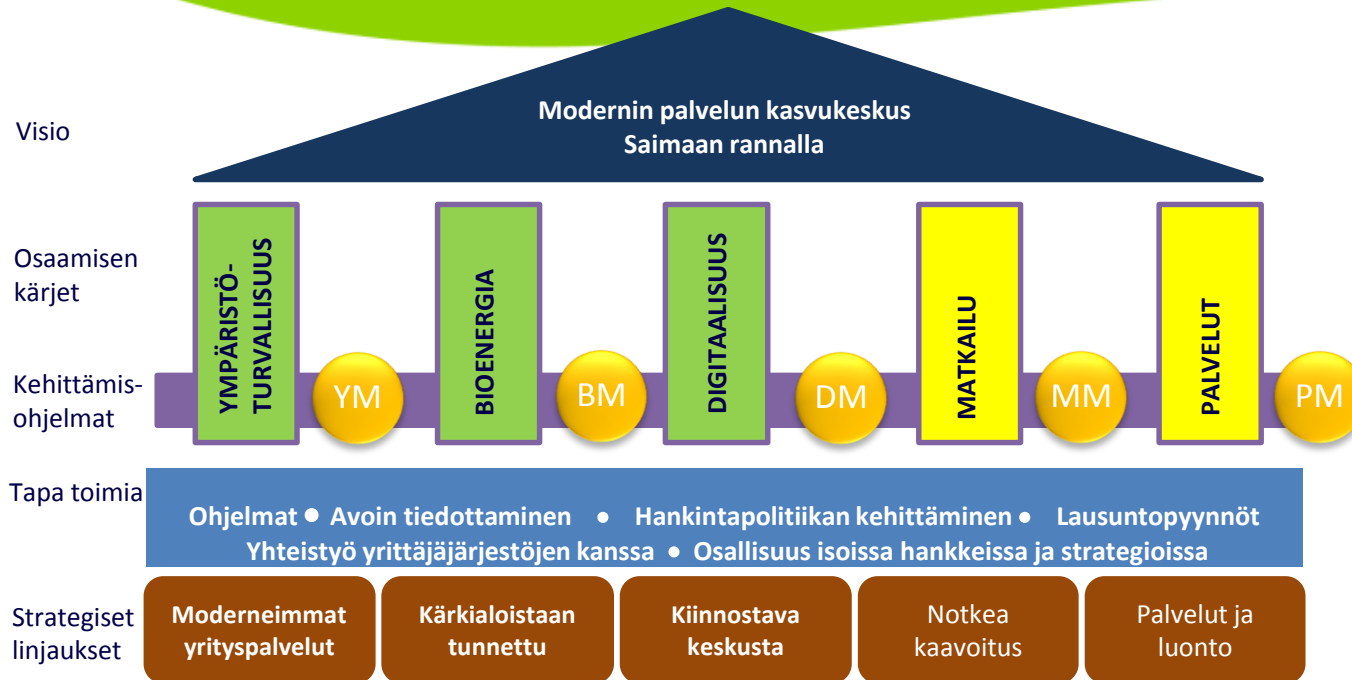 Visio
Modernin palvelun kasvukeskus
Saimaan rannalla
Osaamisen
kärjet
YMPÄRISTÖ-
TURVALLISUUS
BIOENERGIA
DIGITAALISUUS
MATKAILU
PALVELUT
Kehittämis-
ohjelmat
YM
BM
DM
MM
PM
Tapa toimia
Ohjelmat • Avoin tiedottaminen • Hankintapolitiikan kehittäminen • Lausuntopyynnöt
Yhteistyö yrittäjäjärjestöjen kanssa • Osallisuus isoissa hankkeissa ja strategioissa
Strategiset
linjaukset
Moderneimmat
yrityspalvelut
Kärkialoistaan
tunnettu
Kiinnostava
keskusta
Notkea
kaavoitus
Palvelut ja
luonto